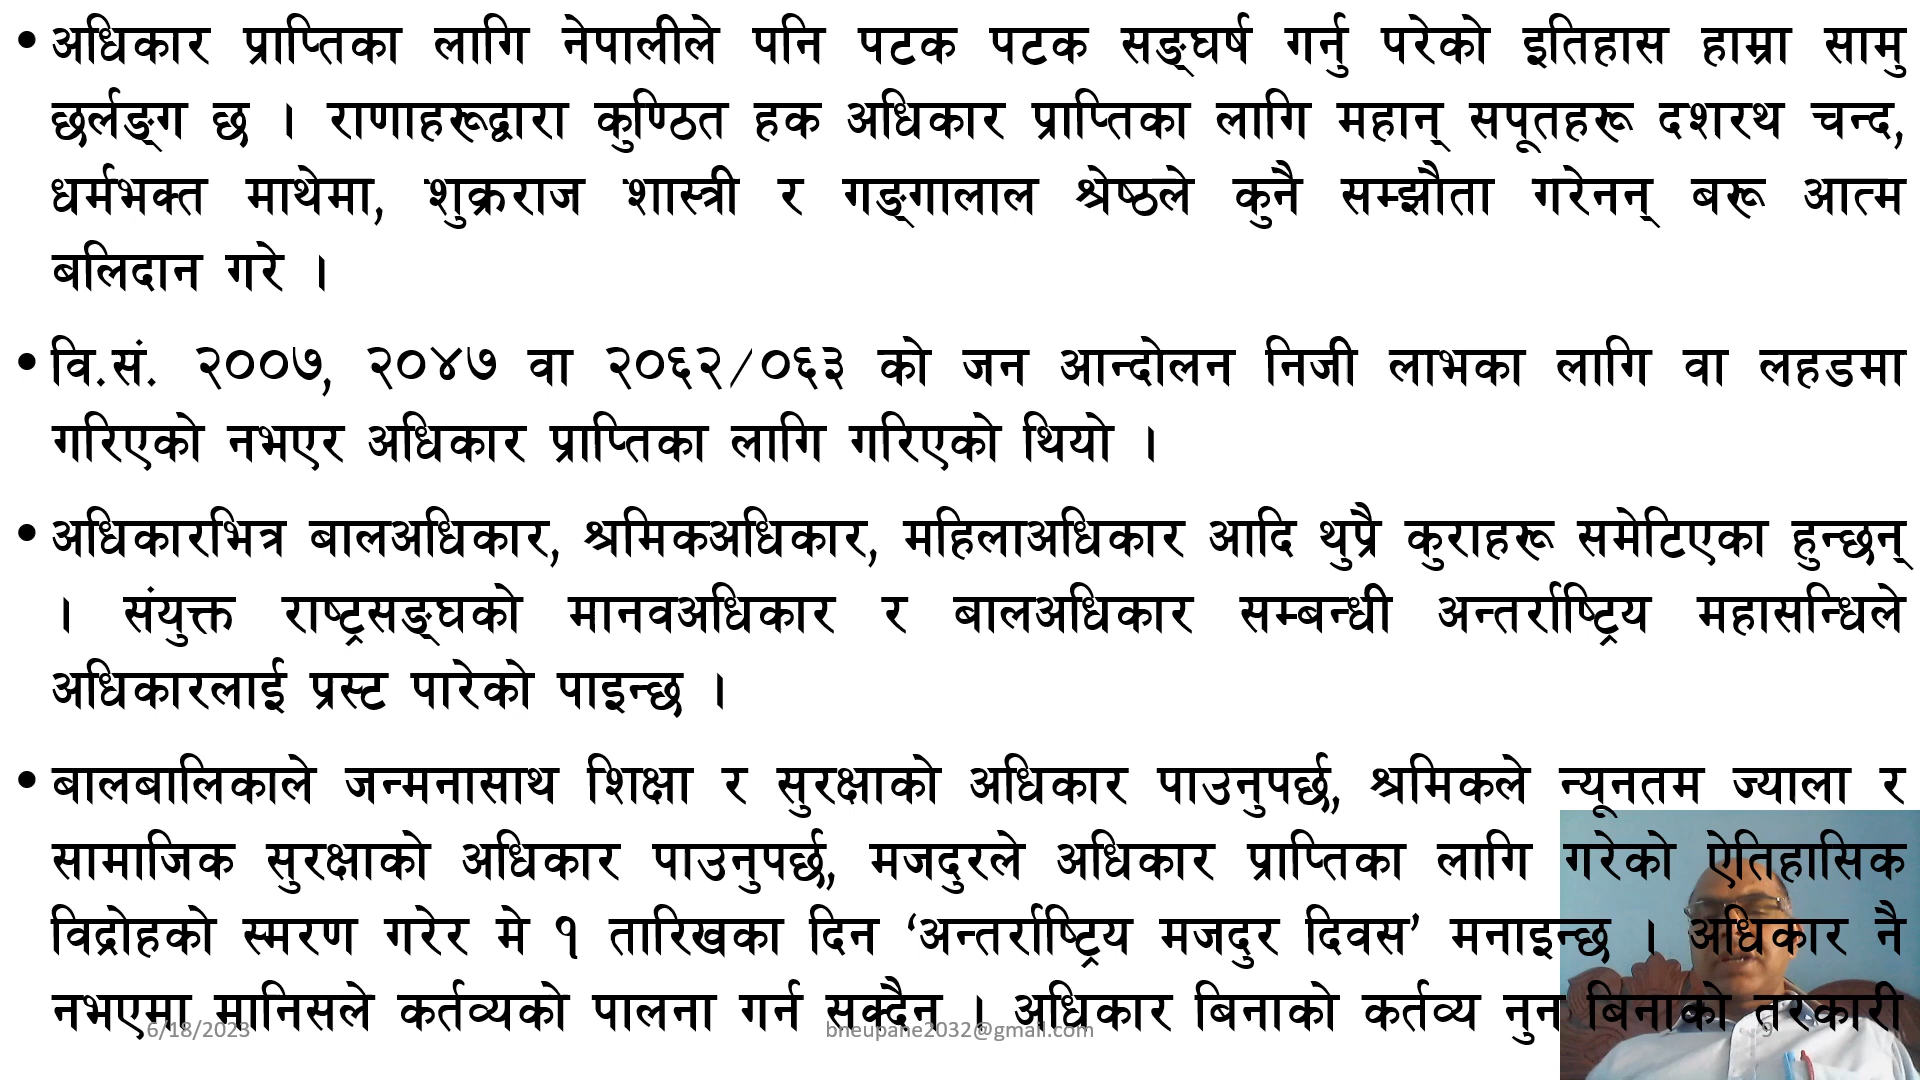 • अधिकार प्राप्तिका लागि नेपालीले पनि पटक पटक सङ्घर्ष गर्नु परेको इतिहास हाम्रा सामु
छर्लङ्ग छ । राणाहरूद्वारा कुण्ठित हक अधिकार प्राप्तिका लागि महान् सपूतहरू दशरथ चन्द,
धर्मभक्त माथेमा, शुक्रराज शास्त्री र गङ्गालाल श्रेष्ठले कुनै सम्झौता गरेनन् बरू आत्म
बलिदान गरे ।
• वि.सं. २००७, २०४७ वा २०६२/०६३ को जन आन्दोलन निजी लाभका लागि वा लहडमा
गरिएको नभएर अधिकार प्राप्तिका लागि गरिएको थियो ।
• अधिकारभित्र बालअधिकार, श्रमिकअधिकार, महिलाअधिकार आदि थुप्रै कुराहरू समेटिएका हुन्छन्
। संयुक्त राष्ट्रसङ्घको मानवअधिकार र बालअधिकार सम्बन्धी अन्तर्राष्ट्रिय महासन्धिले
अधिकारलाई प्रस्ट पारेको पाइन्छ ।
• बालबालिकाले जन्मनासाथ शिक्षा र सुरक्षाको अधिकार पाउनुपर्छ, श्रमिकले न्यूनतम ज्याला र
सामाजिक सुरक्षाको अधिकार पाउनुपर्छ, मजदुरले अधिकार प्राप्तिका लागि गरेको ऐतिहासिक
विद्रोहको स्मरण गरेर मे १ तारिखका दिन ‘अन्तर्राष्ट्रिय मजदुर दिवस’ मनाइन्छ । अधिकार नै
नभएमा मानिसले कर्तव्यको पालना गर्न सक्दैन । अधिकार बिनाको कर्तव्य नुन बिनाको तरकारी
6/18/2023 bneupane2032@gmail.com 9